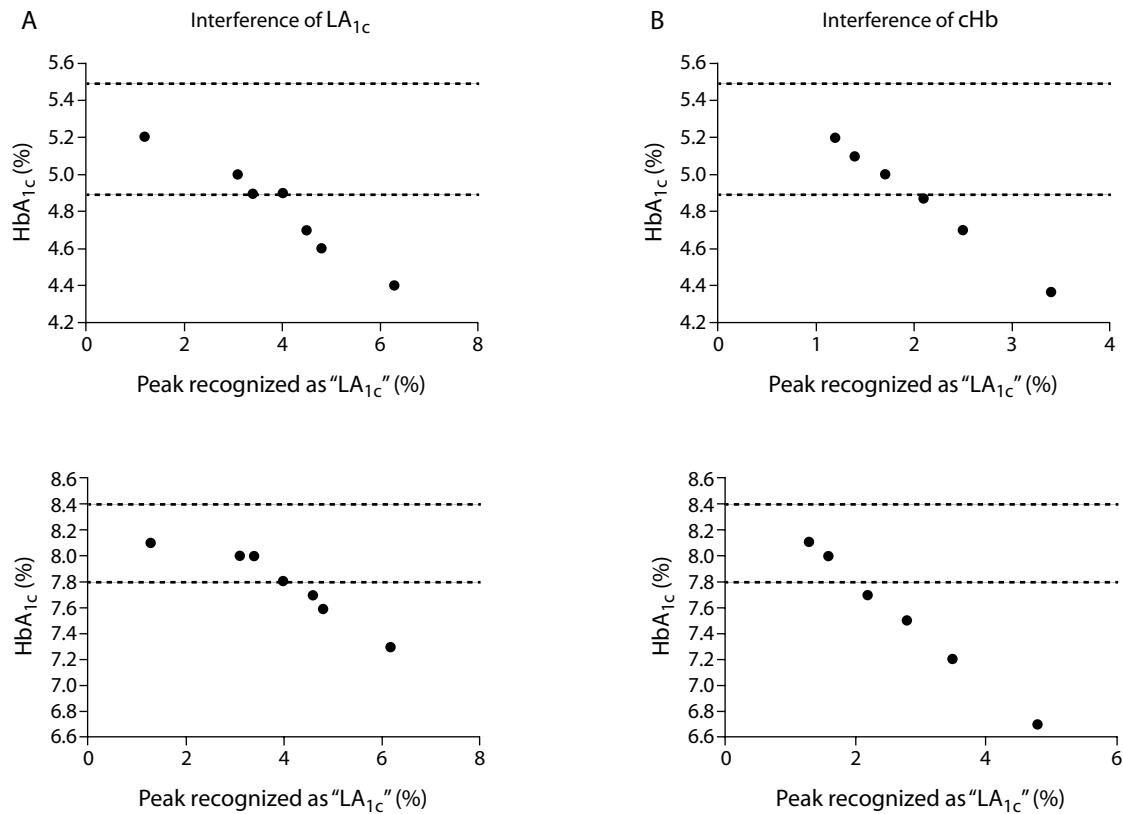 A
Interference of LA1c
5.6
5.4
5.2
5.0
4.8
4.6
4.4
4.2
HbA1c (%)
0 2 4 6 8
Peak recognized as “LA1c” (%)
B
Interference of cHb
5.6
5.4
5.2
5.0
4.8
4.6
4.4
4.2
HbA1c (%)
0 1 2 3 4
Peak recognized as “LA1c” (%)
8.6
8.4
8.2
8.0
7.8
7.6
7.4
7.2
7.0
6.8
6.6
HbA1c (%)
0 2 4 6 8
Peak recognized as “LA1c” (%)
8.6
8.4
8.2
8.0
7.8
7.6
7.4
7.2
7.0
6.8
6.6
HbA1c (%)
0 2 4 6
Peak recognized as “LA1c” (%)